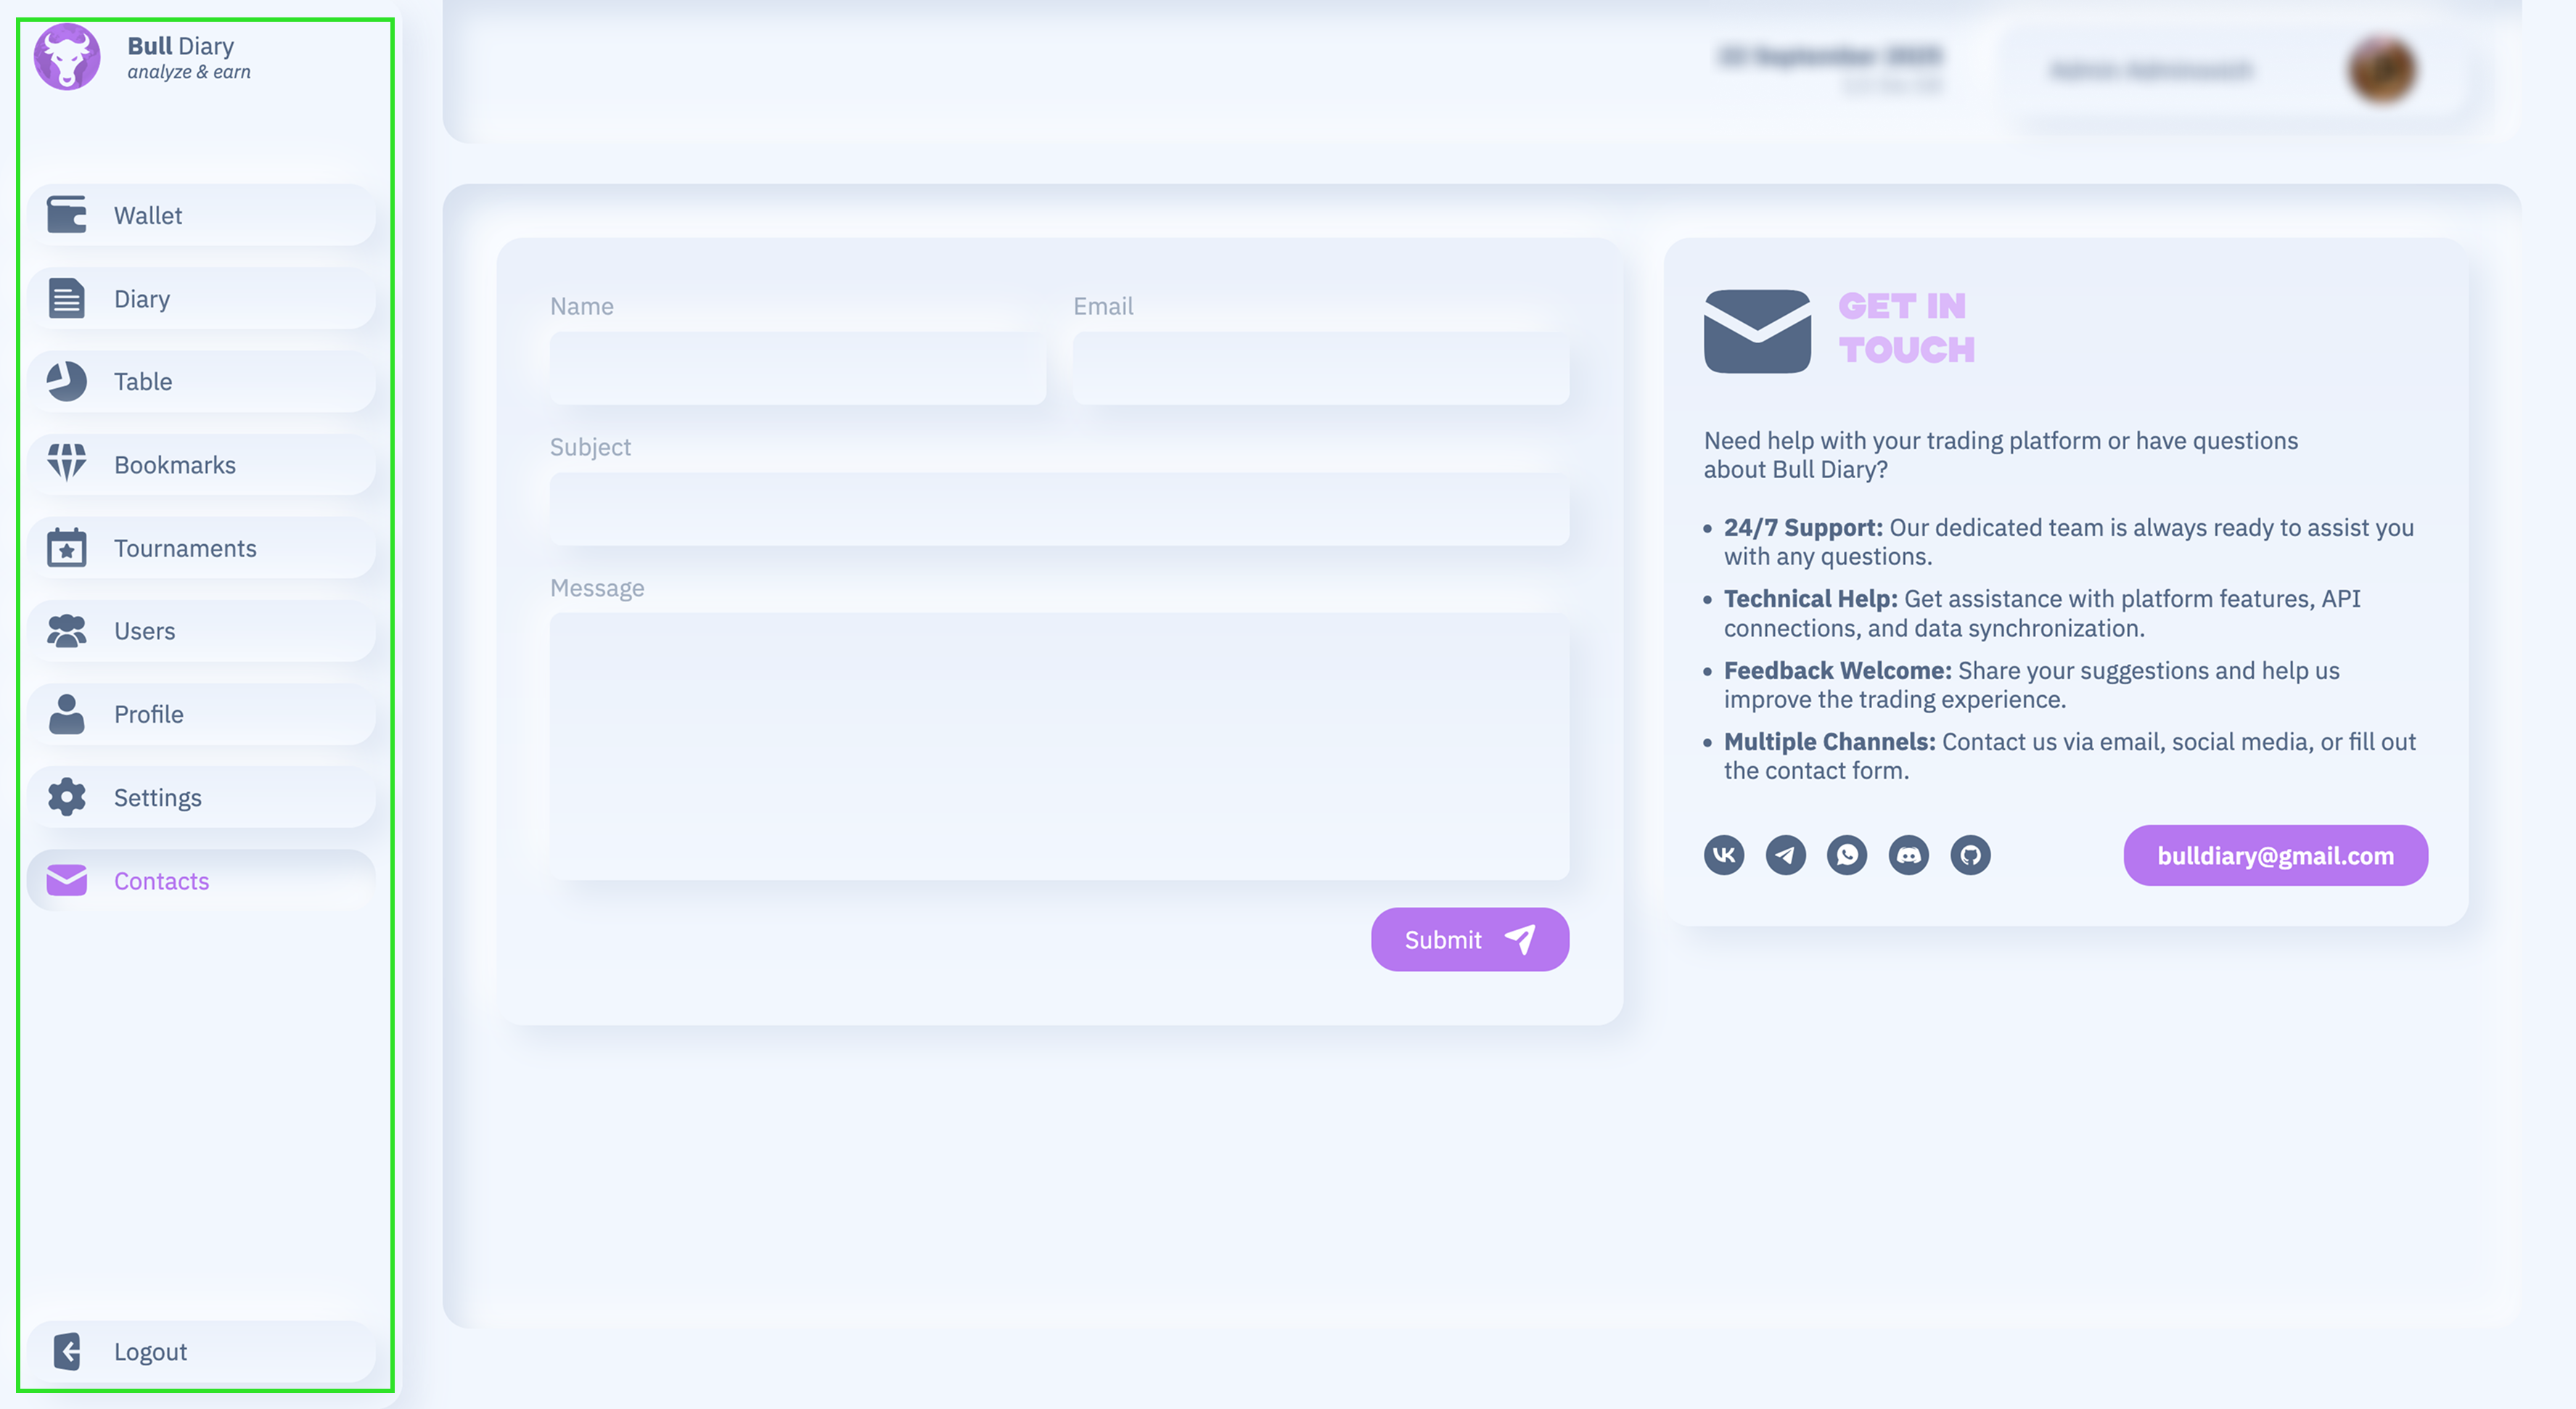 Bull Diary
analyze & earn
Wallet
Diary
Table
Bookmarks
Tournaments
Users
Profile
Settings
Contacts
Logout
22 September 2025
Name
Email
Subject
Message
Submit
GET IN
TOUCH
Need help with your trading platform or have questions
about Bull Diary?
• 24/7 Support: Our dedicated team is always ready to assist you
with any questions.
• Technical Help: Get assistance with platform features, API
connections, and data synchronization.
• Feedback Welcome: Share your suggestions and help us
improve the trading experience.
• Multiple Channels: Contact us via email, social media, or fill out
the contact form.
bulldiary@gmail.com